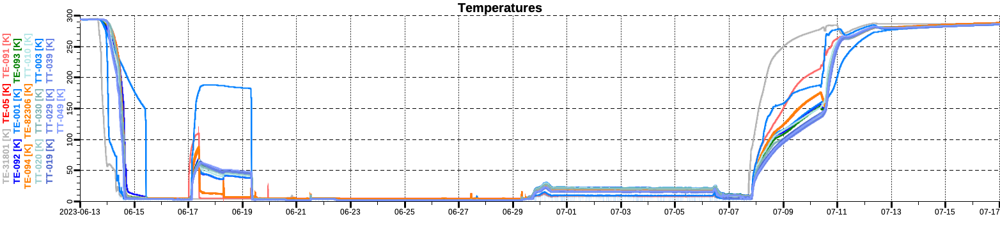 Temperatures
TE-31801 [K] TE-05 [K] TE-091 [K]
TE-092 [K] TE-001 [K] TE-093 [K]
TE-094 [K] TE-82306 [K] TT-010 [K]
TT-020 [K] TT-030 [K] TT-003 [K]
TT-019 [K] TT-029 [K] TT-039 [K]
TT-049 [K]
300
250
200
150
100
50
0
2023-06-13 06-15 06-17 06-19 06-21 06-23 06-25 06-27 06-29 07-01 07-03 07-05 07-07 07-09 07-11 07-13 07-15 07-17